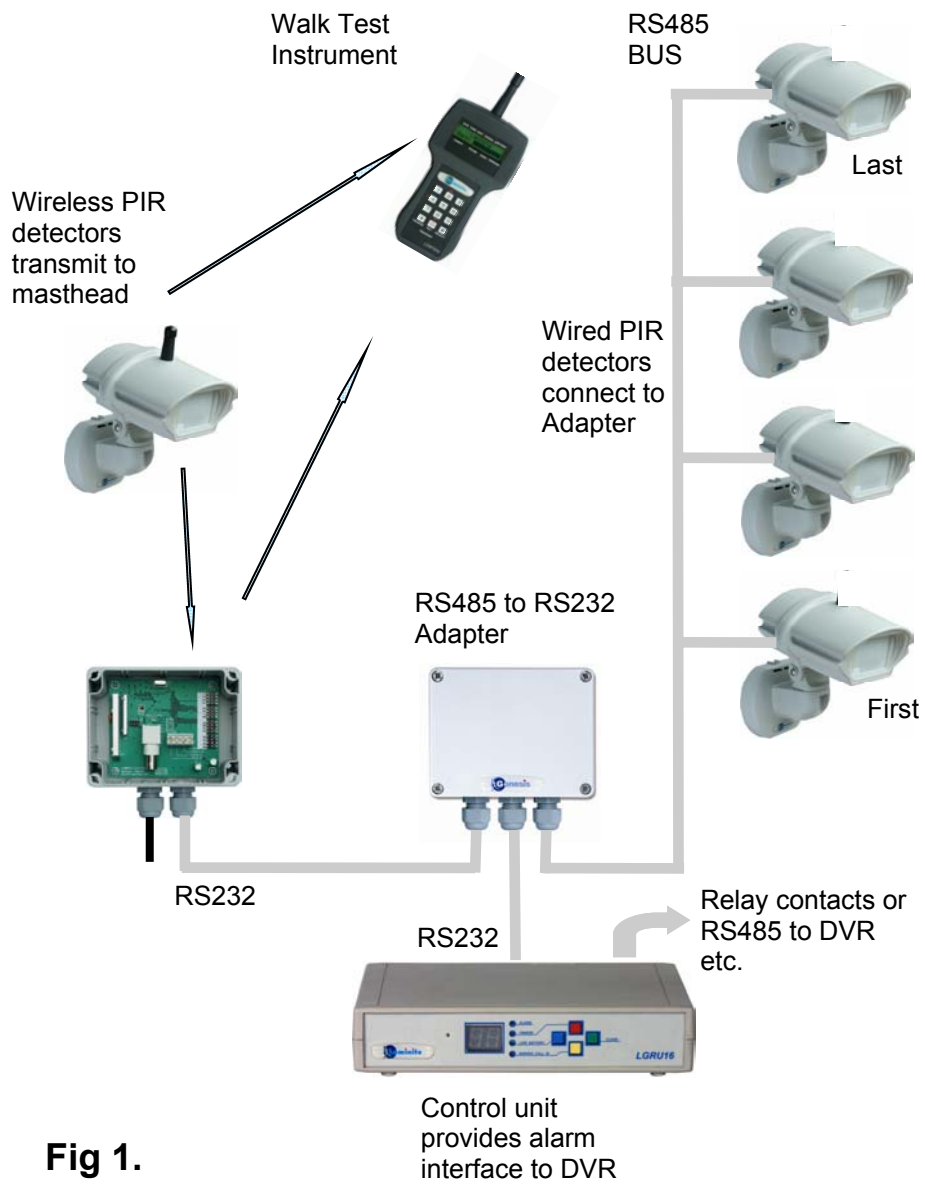 Walk Test
Instrument
RS485
BUS
Last
Wireless PIR
detectors
transmit to
masthead
Wired PIR
detectors
connect to
Adapter
RS485 to RS232
Adapter
First
Genesis
RS232
RS232
Relay contacts or
RS485 to DVR
etc.
luminite
LGRU16
Control unit
provides alarm
interface to DVR
Fig 1.